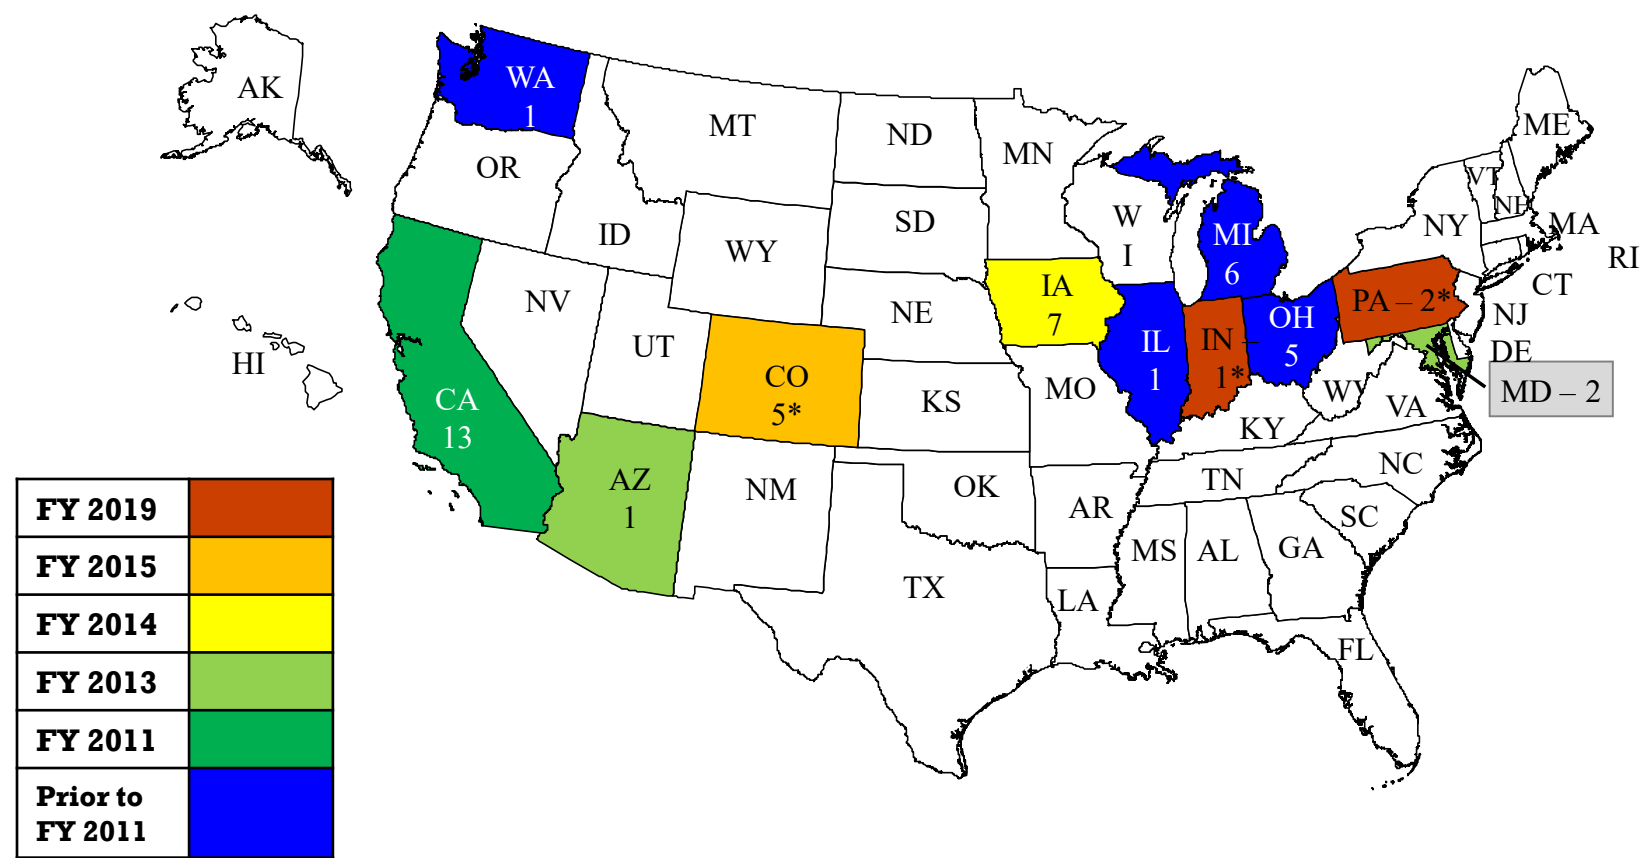 AK
WA
1
MT
ND
MN
ME
OR
VT
NH
ID
SD
W
I
MI
6
NY
MA
RI
WY
CT
NV
NE
IA
7
PA – 2*
NJ
HI
UT
CO
5*
IL
1
IN –
1*
OH
5
DE
MD – 2
CA
13
KS
MO
WV
VA
KY
AZ
1
NM
OK
AR
TN
NC
SC
MS
AL
GA
TX
LA
FL
FY 2019
FY 2015
FY 2014
FY 2013
FY 2011
Prior to
FY 2011